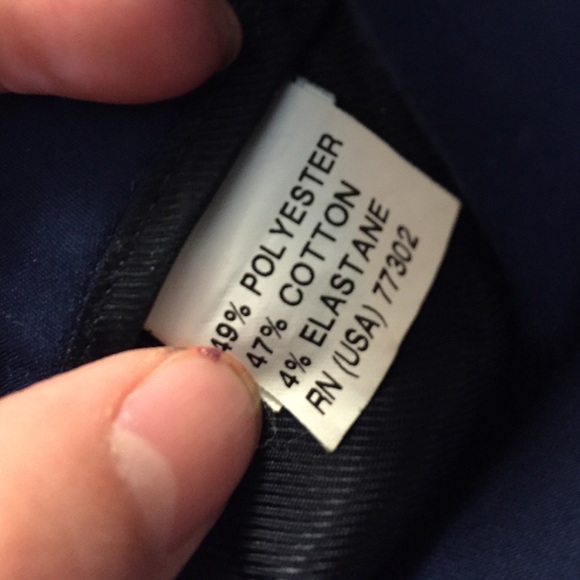 49% POLYESTER
47% COTTON
4% ELASTANE
RN (USA) 77302